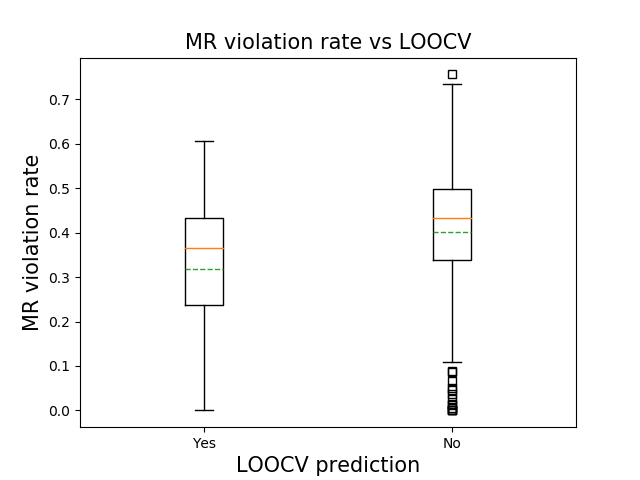 MR violation rate vs LOOCV
MR violation rate
0.7
0.6
0.5
0.4
0.3
0.2
0.1
0.0
Yes
No
LOOCV prediction